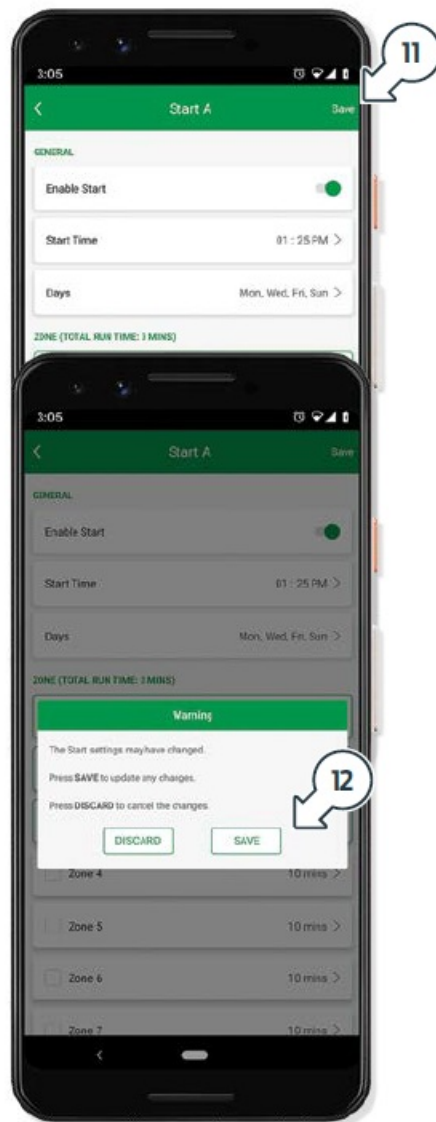 11
3:05
Start A Save
GENERAL
Enable Start
Start Time 01 : 25 PM >
Days Mon, Wed, Fri, Sun >
ZONE (TOTAL RUN TIME: 3 MINS)
3:05
Start A Save
GENERAL
Enable Start
Start Time 01 : 25 PM >
Days Mon, Wed, Fri, Sun >
ZONE (TOTAL RUN TIME: 3 MINS)
Warning
The Start settings may have changed.
Press SAVE to update any changes.
12
Press DISCARD to cancel the changes.
DISCARD SAVE
Zone 4 10 mins >
Zone 5 10 mins >
Zone 6 10 mins >
Zone 7 10 mins >